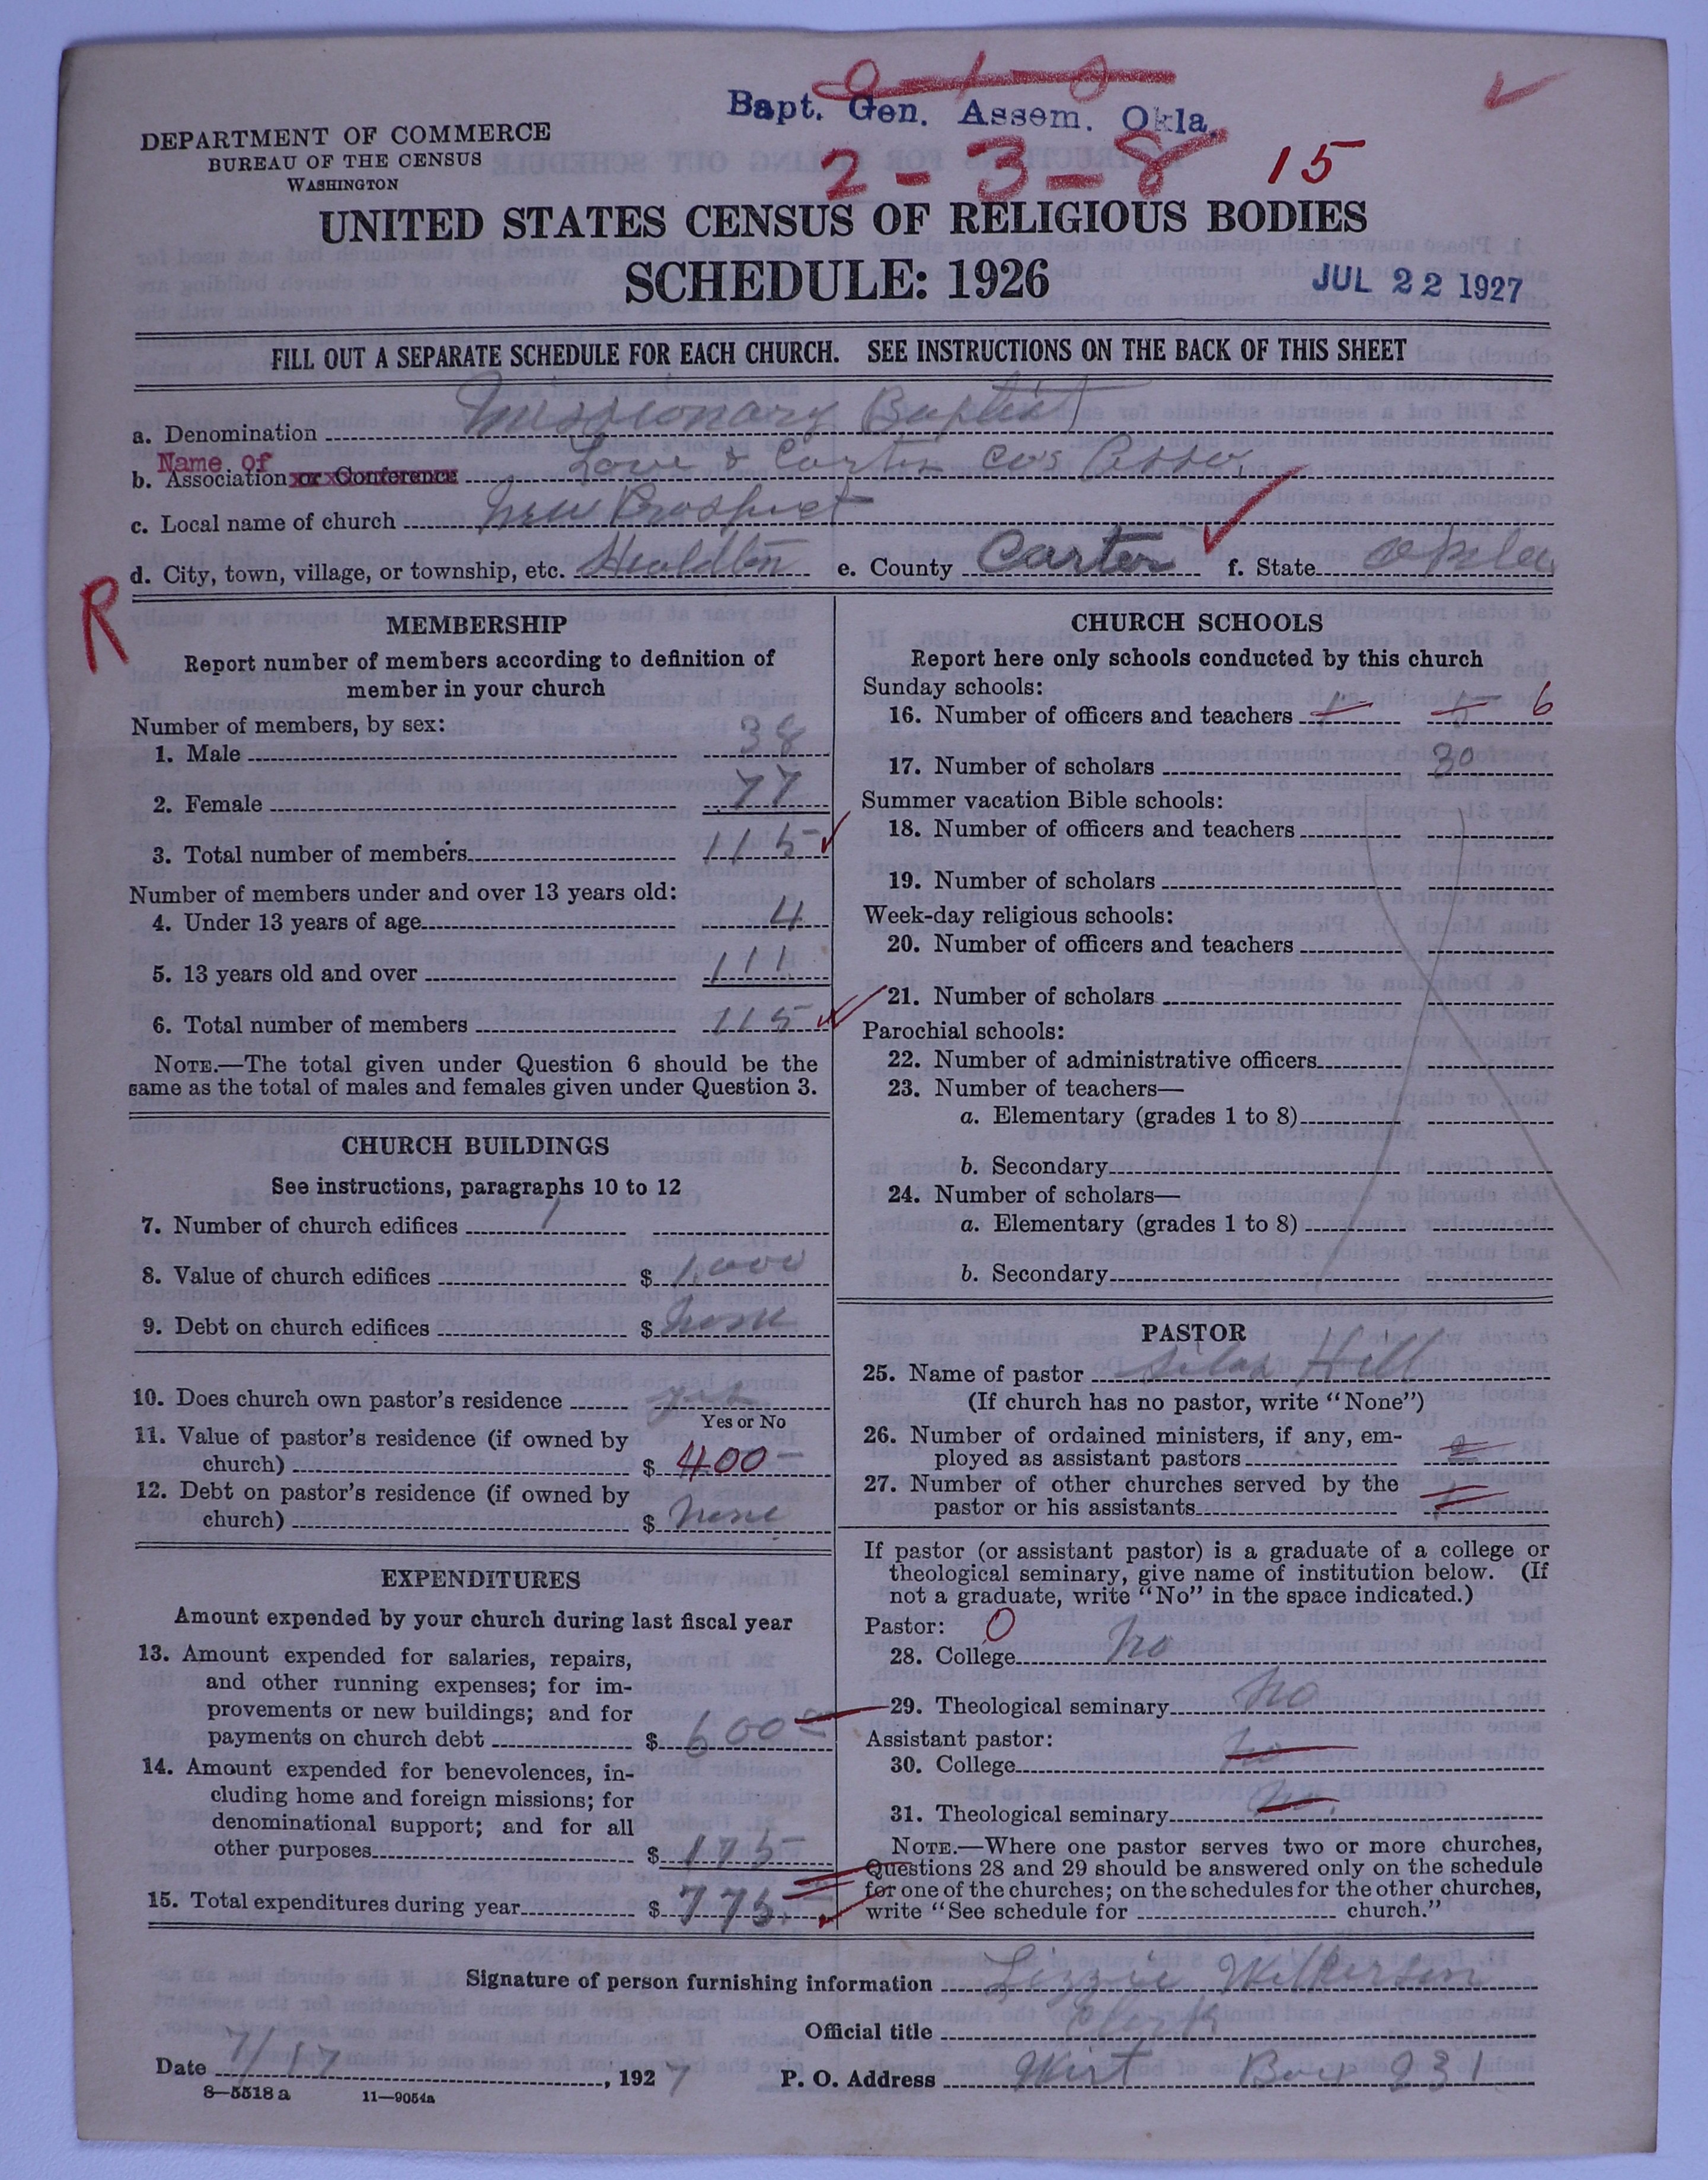 Bapt. Gen. Assem. Okla.
2-3-8 15
DEPARTMENT OF COMMERCE
BUREAU OF THE CENSUS
WASHINGTON
UNITED STATES CENSUS OF RELIGIOUS BODIES
SCHEDULE: 1926
JUL 22 1927
FILL OUT A SEPARATE SCHEDULE FOR EACH CHURCH. SEE INSTRUCTIONS ON THE BACK OF THIS SHEET
a. Denomination Missionary Baptist
Name of
b. Association or Conference Love & Carter Cos Asso.
c. Local name of church New Prospect
d. City, town, village, or township, etc. Healdton e. County Carter f. State Okla
R
MEMBERSHIP
Report number of members according to definition of
member in your church
Number of members, by sex:
1. Male 38
2. Female 77
3. Total number of members 115
Number of members under and over 13 years old:
4. Under 13 years of age 4
5. 13 years old and over 111
6. Total number of members 115
NOTE.—The total given under Question 6 should be the
same as the total of males and females given under Question 3.
CHURCH BUILDINGS
See instructions, paragraphs 10 to 12
7. Number of church edifices 1
8. Value of church edifices $ 1,000
9. Debt on church edifices $ none
10. Does church own pastor's residence yes
Yes or No
11. Value of pastor's residence (if owned by
church) $ 400
12. Debt on pastor's residence (if owned by
church) $ none
EXPENDITURES
Amount expended by your church during last fiscal year
13. Amount expended for salaries, repairs,
and other running expenses; for im-
provements or new buildings; and for
payments on church debt $ 600
14. Amount expended for benevolences, in-
cluding home and foreign missions; for
denominational support; and for all
other purposes $ 175
15. Total expenditures during year $ 775
CHURCH SCHOOLS
Report here only schools conducted by this church
Sunday schools:
16. Number of officers and teachers 1 5 6
17. Number of scholars 30
Summer vacation Bible schools:
18. Number of officers and teachers
19. Number of scholars
Week-day religious schools:
20. Number of officers and teachers
21. Number of scholars
Parochial schools:
22. Number of administrative officers
23. Number of teachers—
a. Elementary (grades 1 to 8)
b. Secondary
24. Number of scholars—
a. Elementary (grades 1 to 8)
b. Secondary
PASTOR
25. Name of pastor Silas Hill
(If church has no pastor, write "None")
26. Number of ordained ministers, if any, em-
ployed as assistant pastors 2
27. Number of other churches served by the
pastor or his assistants 1
If pastor (or assistant pastor) is a graduate of a college or
theological seminary, give name of institution below. (If
not a graduate, write "No" in the space indicated.)
Pastor: 0
28. College no
29. Theological seminary no
Assistant pastor:
30. College no
31. Theological seminary no.
NOTE.—Where one pastor serves two or more churches,
Questions 28 and 29 should be answered only on the schedule
for one of the churches; on the schedules for the other churches,
write "See schedule for church."
Signature of person furnishing information Lizzie Wilkerson
Official title Clerk
Date 7/17, 1927 P. O. Address Wirt Box 231
8—5518 a 11—9054a